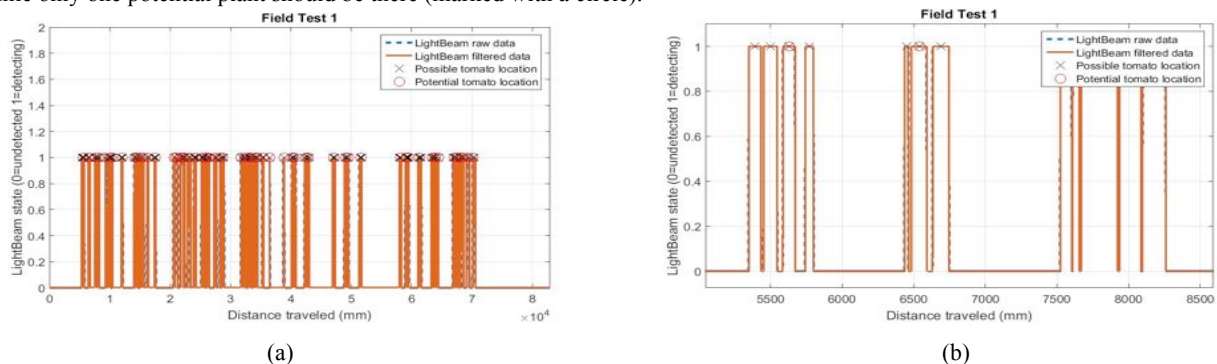 time only one potential plant should be there (marked with a circle).
Field Test 1
2
1.8
1.6
1.4
1.2
1
0.8
0.6
0.4
0.2
0
LightBeam state (0=undetected 1=detecting)
LightBeam raw data
LightBeam filtered data
Possible tomato location
Potential tomato location
0 1 2 3 4 5 6 7 8
×10⁴
Distance traveled (mm)
(a)
Field Test 1
1
0.8
0.6
0.4
0.2
0
LightBeam state (0=undetected 1=detecting)
LightBeam raw data
LightBeam filtered data
Possible tomato location
Potential tomato location
5500 6000 6500 7000 7500 8000 8500
Distance traveled (mm)
(b)